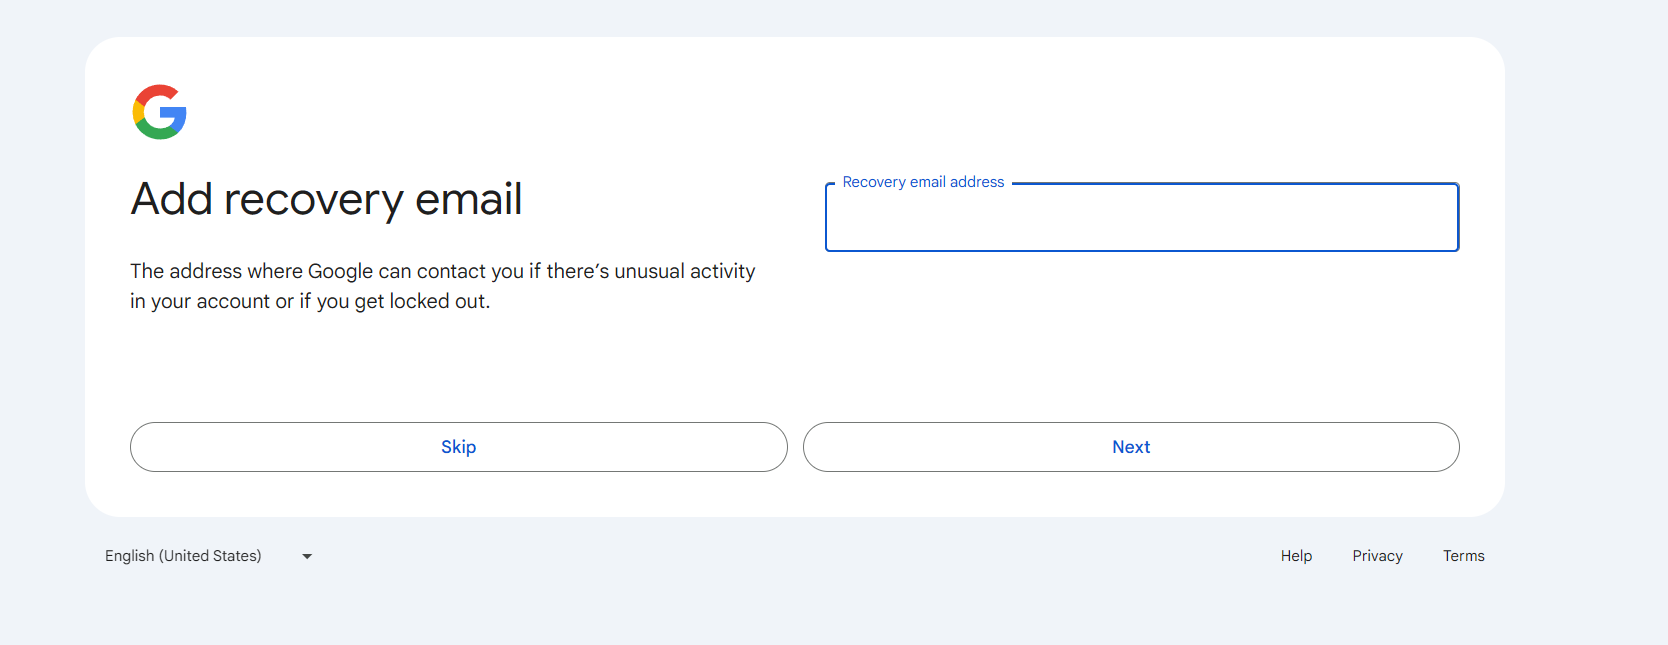 Add recovery email
The address where Google can contact you if there’s unusual activity
in your account or if you get locked out.
Recovery email address
Skip
Next
English (United States)
Help
Privacy
Terms